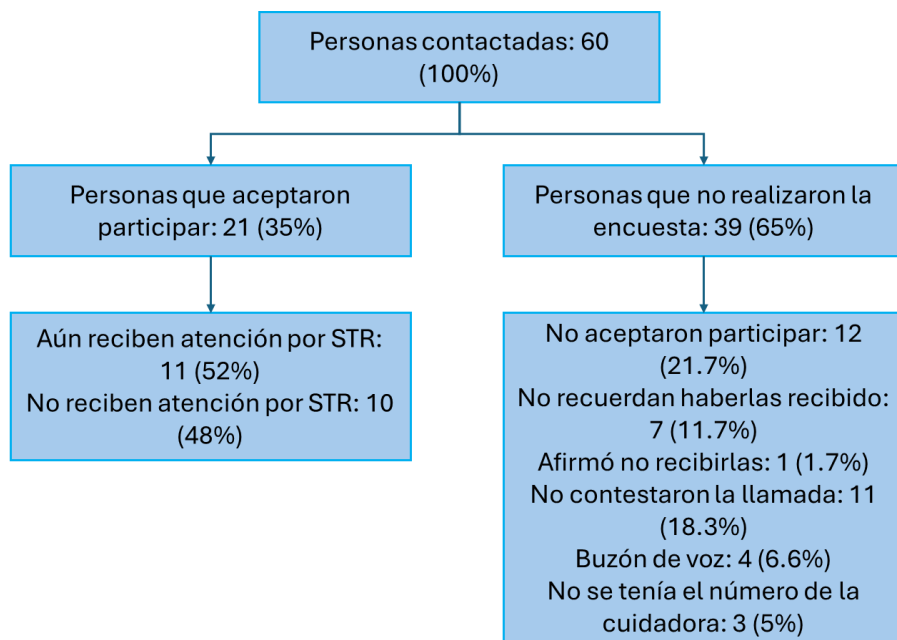 Personas contactadas: 60
(100%)
Personas que aceptaron
participar: 21 (35%)
Personas que no realizaron la
encuesta: 39 (65%)
Aún reciben atención por STR:
11 (52%)
No reciben atención por STR: 10
(48%)
No aceptaron participar: 12
(21.7%)
No recuerdan haberlas recibido:
7 (11.7%)
Afirmó no recibirlas: 1 (1.7%)
No contestaron la llamada: 11
(18.3%)
Buzón de voz: 4 (6.6%)
No se tenía el número de la
cuidadora: 3 (5%)